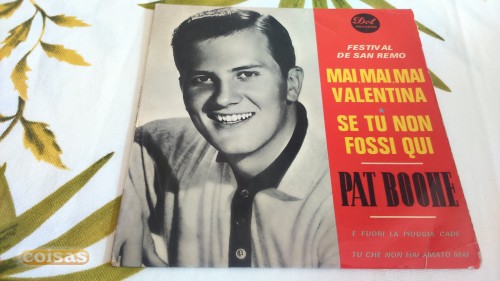 Dot
FESTIVAL
DE SAN REMO
MAI, MAI, MAI
VALENTINA
SE TU NON
FOSSI QUI
PAT BOONE
E FUORI LA PIOGGIA CADE
TU CHE NON HAI AMATO MAI
coisas